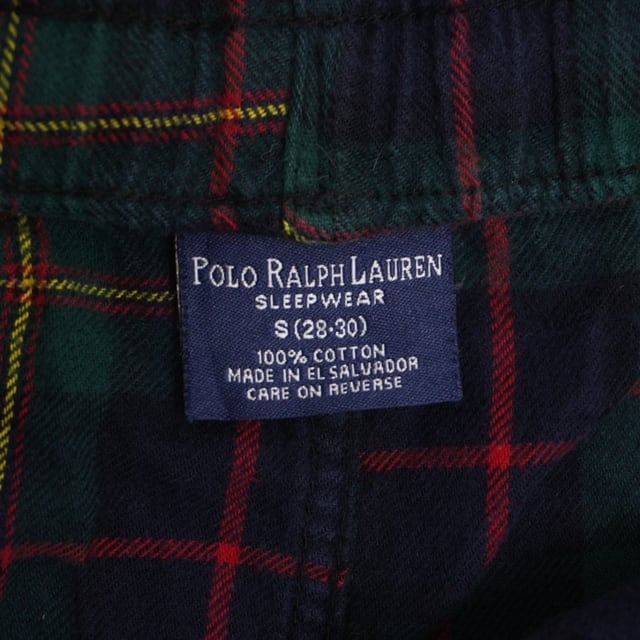 POLO RALPH LAUREN
SLEEPWEAR
S (28·30)
100% COTTON
MADE IN EL SALVADOR
CARE ON REVERSE